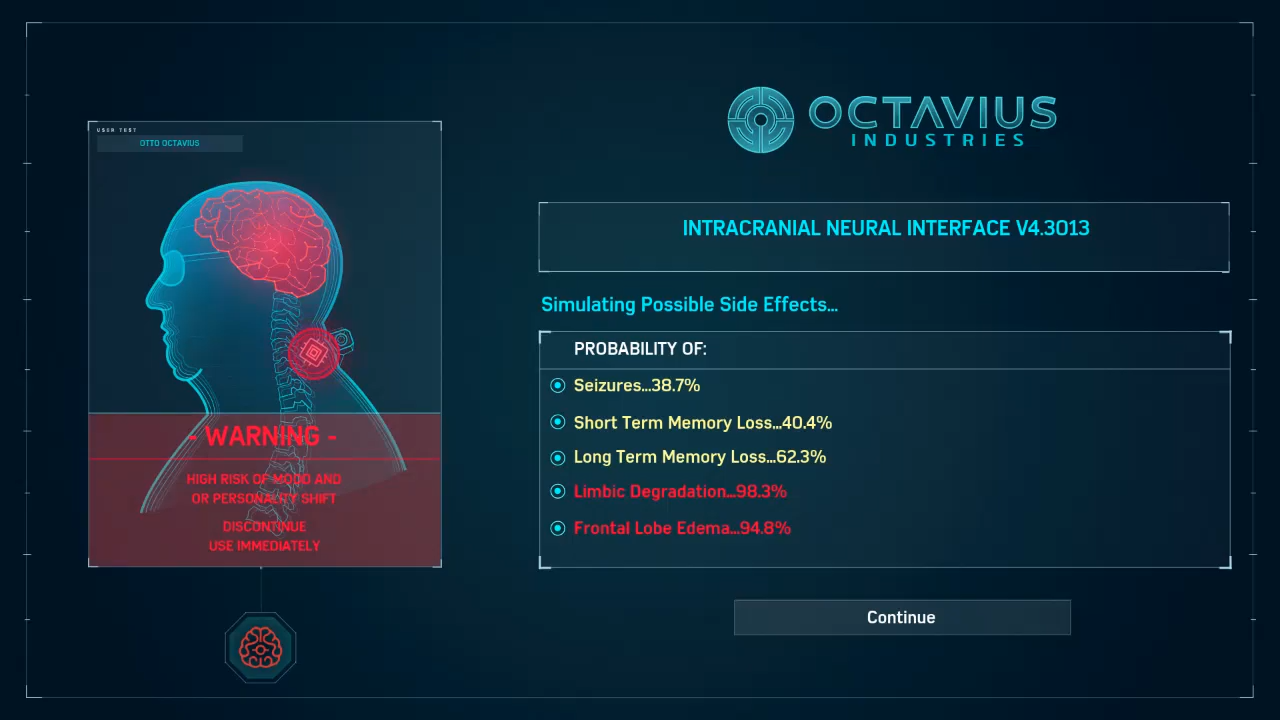 USER TEST
OTTO OCTAVIUS
- WARNING -
HIGH RISK OF MOOD AND
OR PERSONALITY SHIFT
DISCONTINUE
USE IMMEDIATELY
OCTAVIUS
INDUSTRIES
INTRACRANIAL NEURAL INTERFACE V4.3013
Simulating Possible Side Effects...
PROBABILITY OF:
Seizures...38.7%
Short Term Memory Loss...40.4%
Long Term Memory Loss...62.3%
Limbic Degradation...98.3%
Frontal Lobe Edema...94.8%
Continue